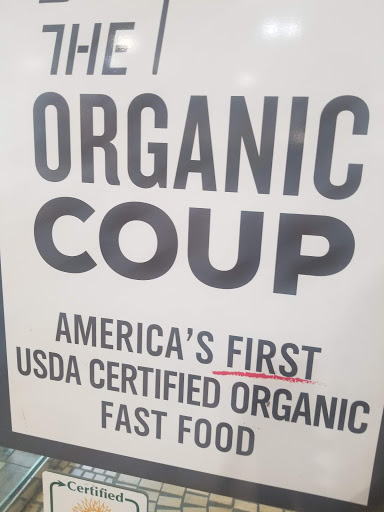 THE
ORGANIC
COUP
AMERICA'S FIRST
USDA CERTIFIED ORGANIC
FAST FOOD
Certified